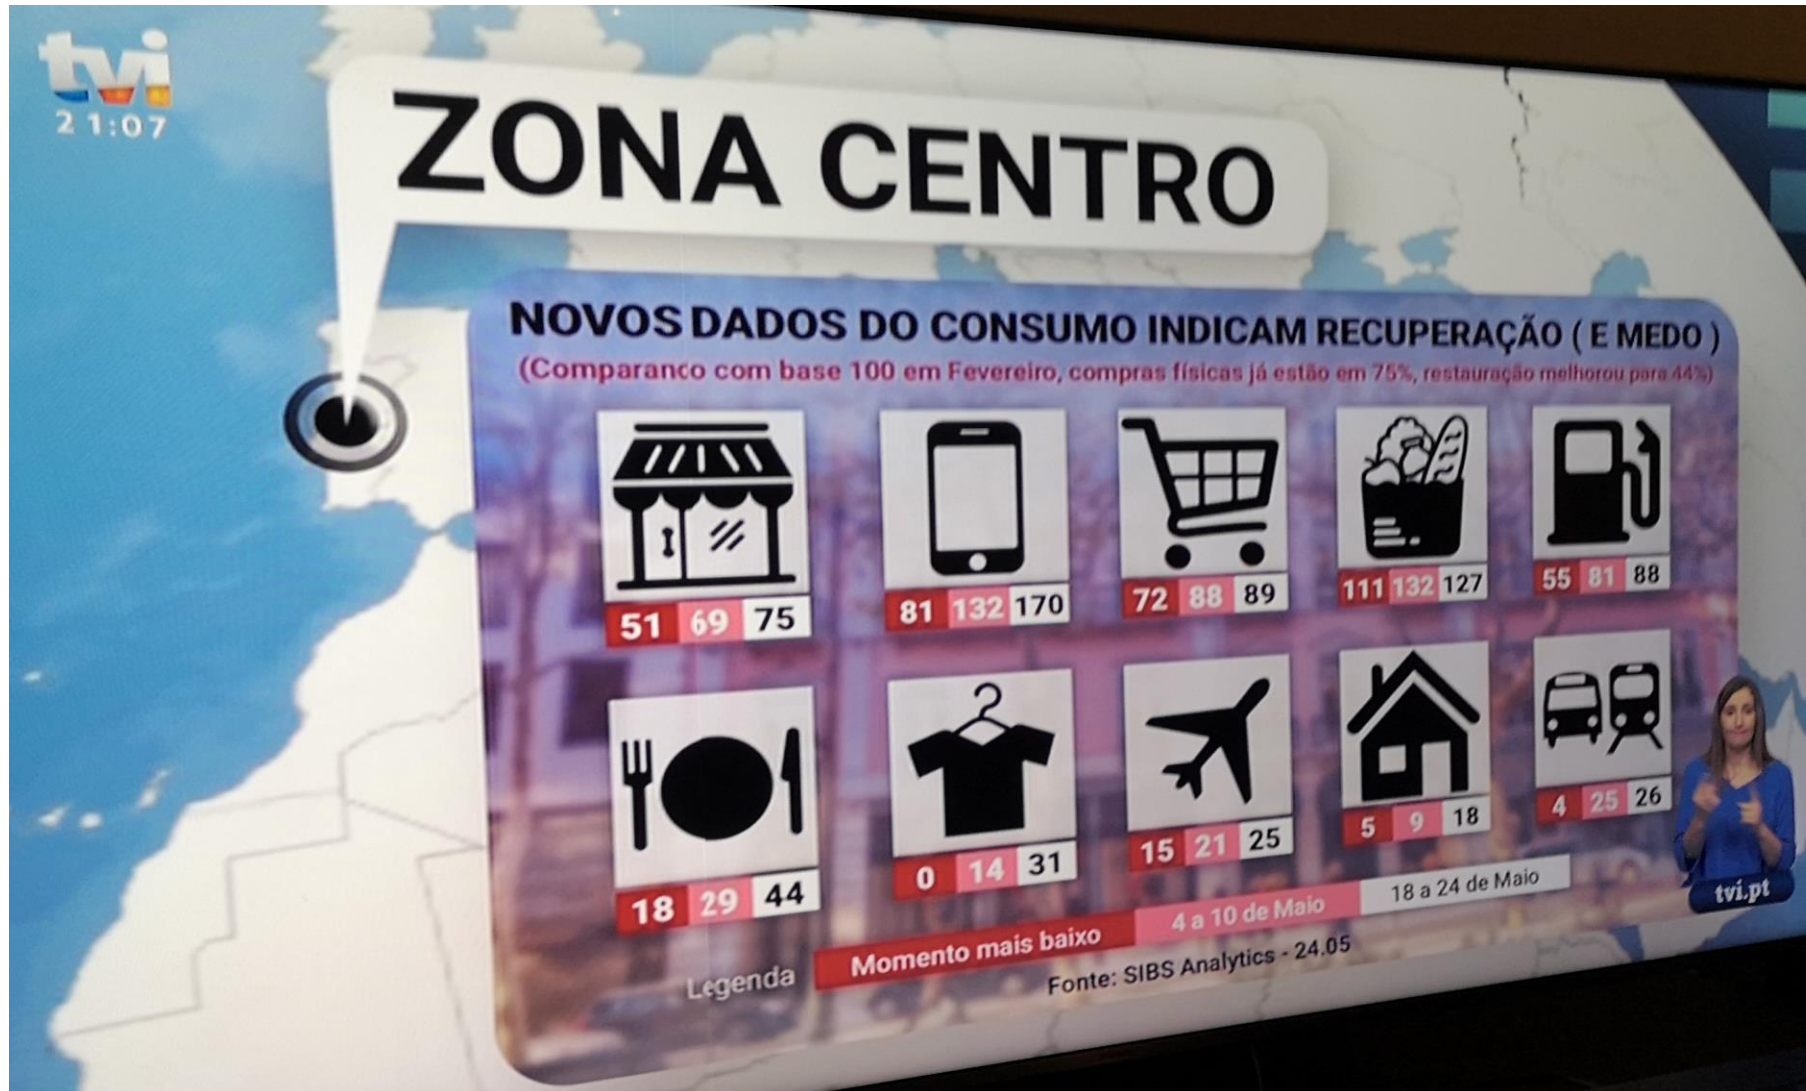 tvi
21:07
ZONA CENTRO
NOVOS DADOS DO CONSUMO INDICAM RECUPERAÇÃO ( E MEDO )
(Comparanco com base 100 em Fevereiro, compras físicas já estão em 75%, restauração melhorou para 44%)
51 69 75
81 132 170
72 88 89
111 132 127
55 81 88
18 29 44
0 14 31
15 21 25
5 9 18
4 25 26
Legenda
Momento mais baixo
4 a 10 de Maio
18 a 24 de Maio
Fonte: SIBS Analytics - 24.05
tvi.pt